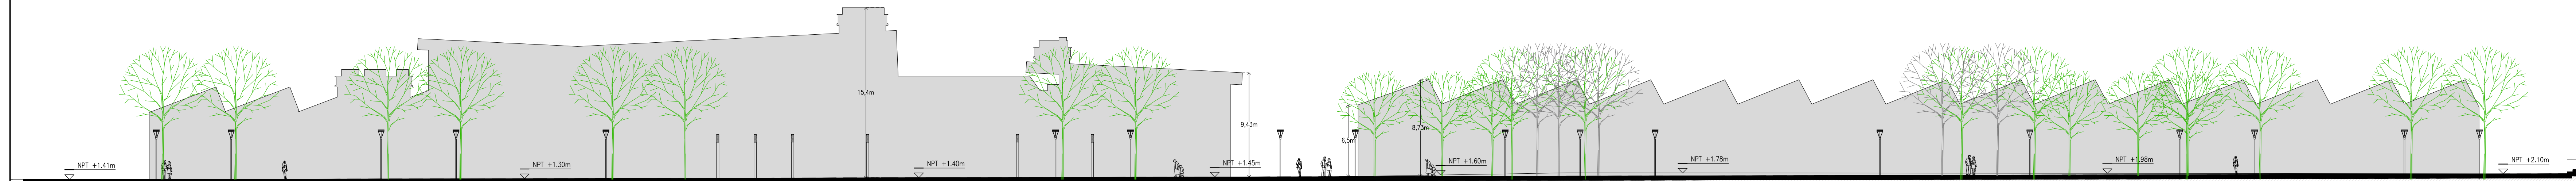 15,4m
9,43m
6,5m
8,73m
NPT +1.41m
NPT +1.30m
NPT +1.40m
NPT +1.45m
NPT +1.60m
NPT +1.78m
NPT +1.98m
NPT +2.10m